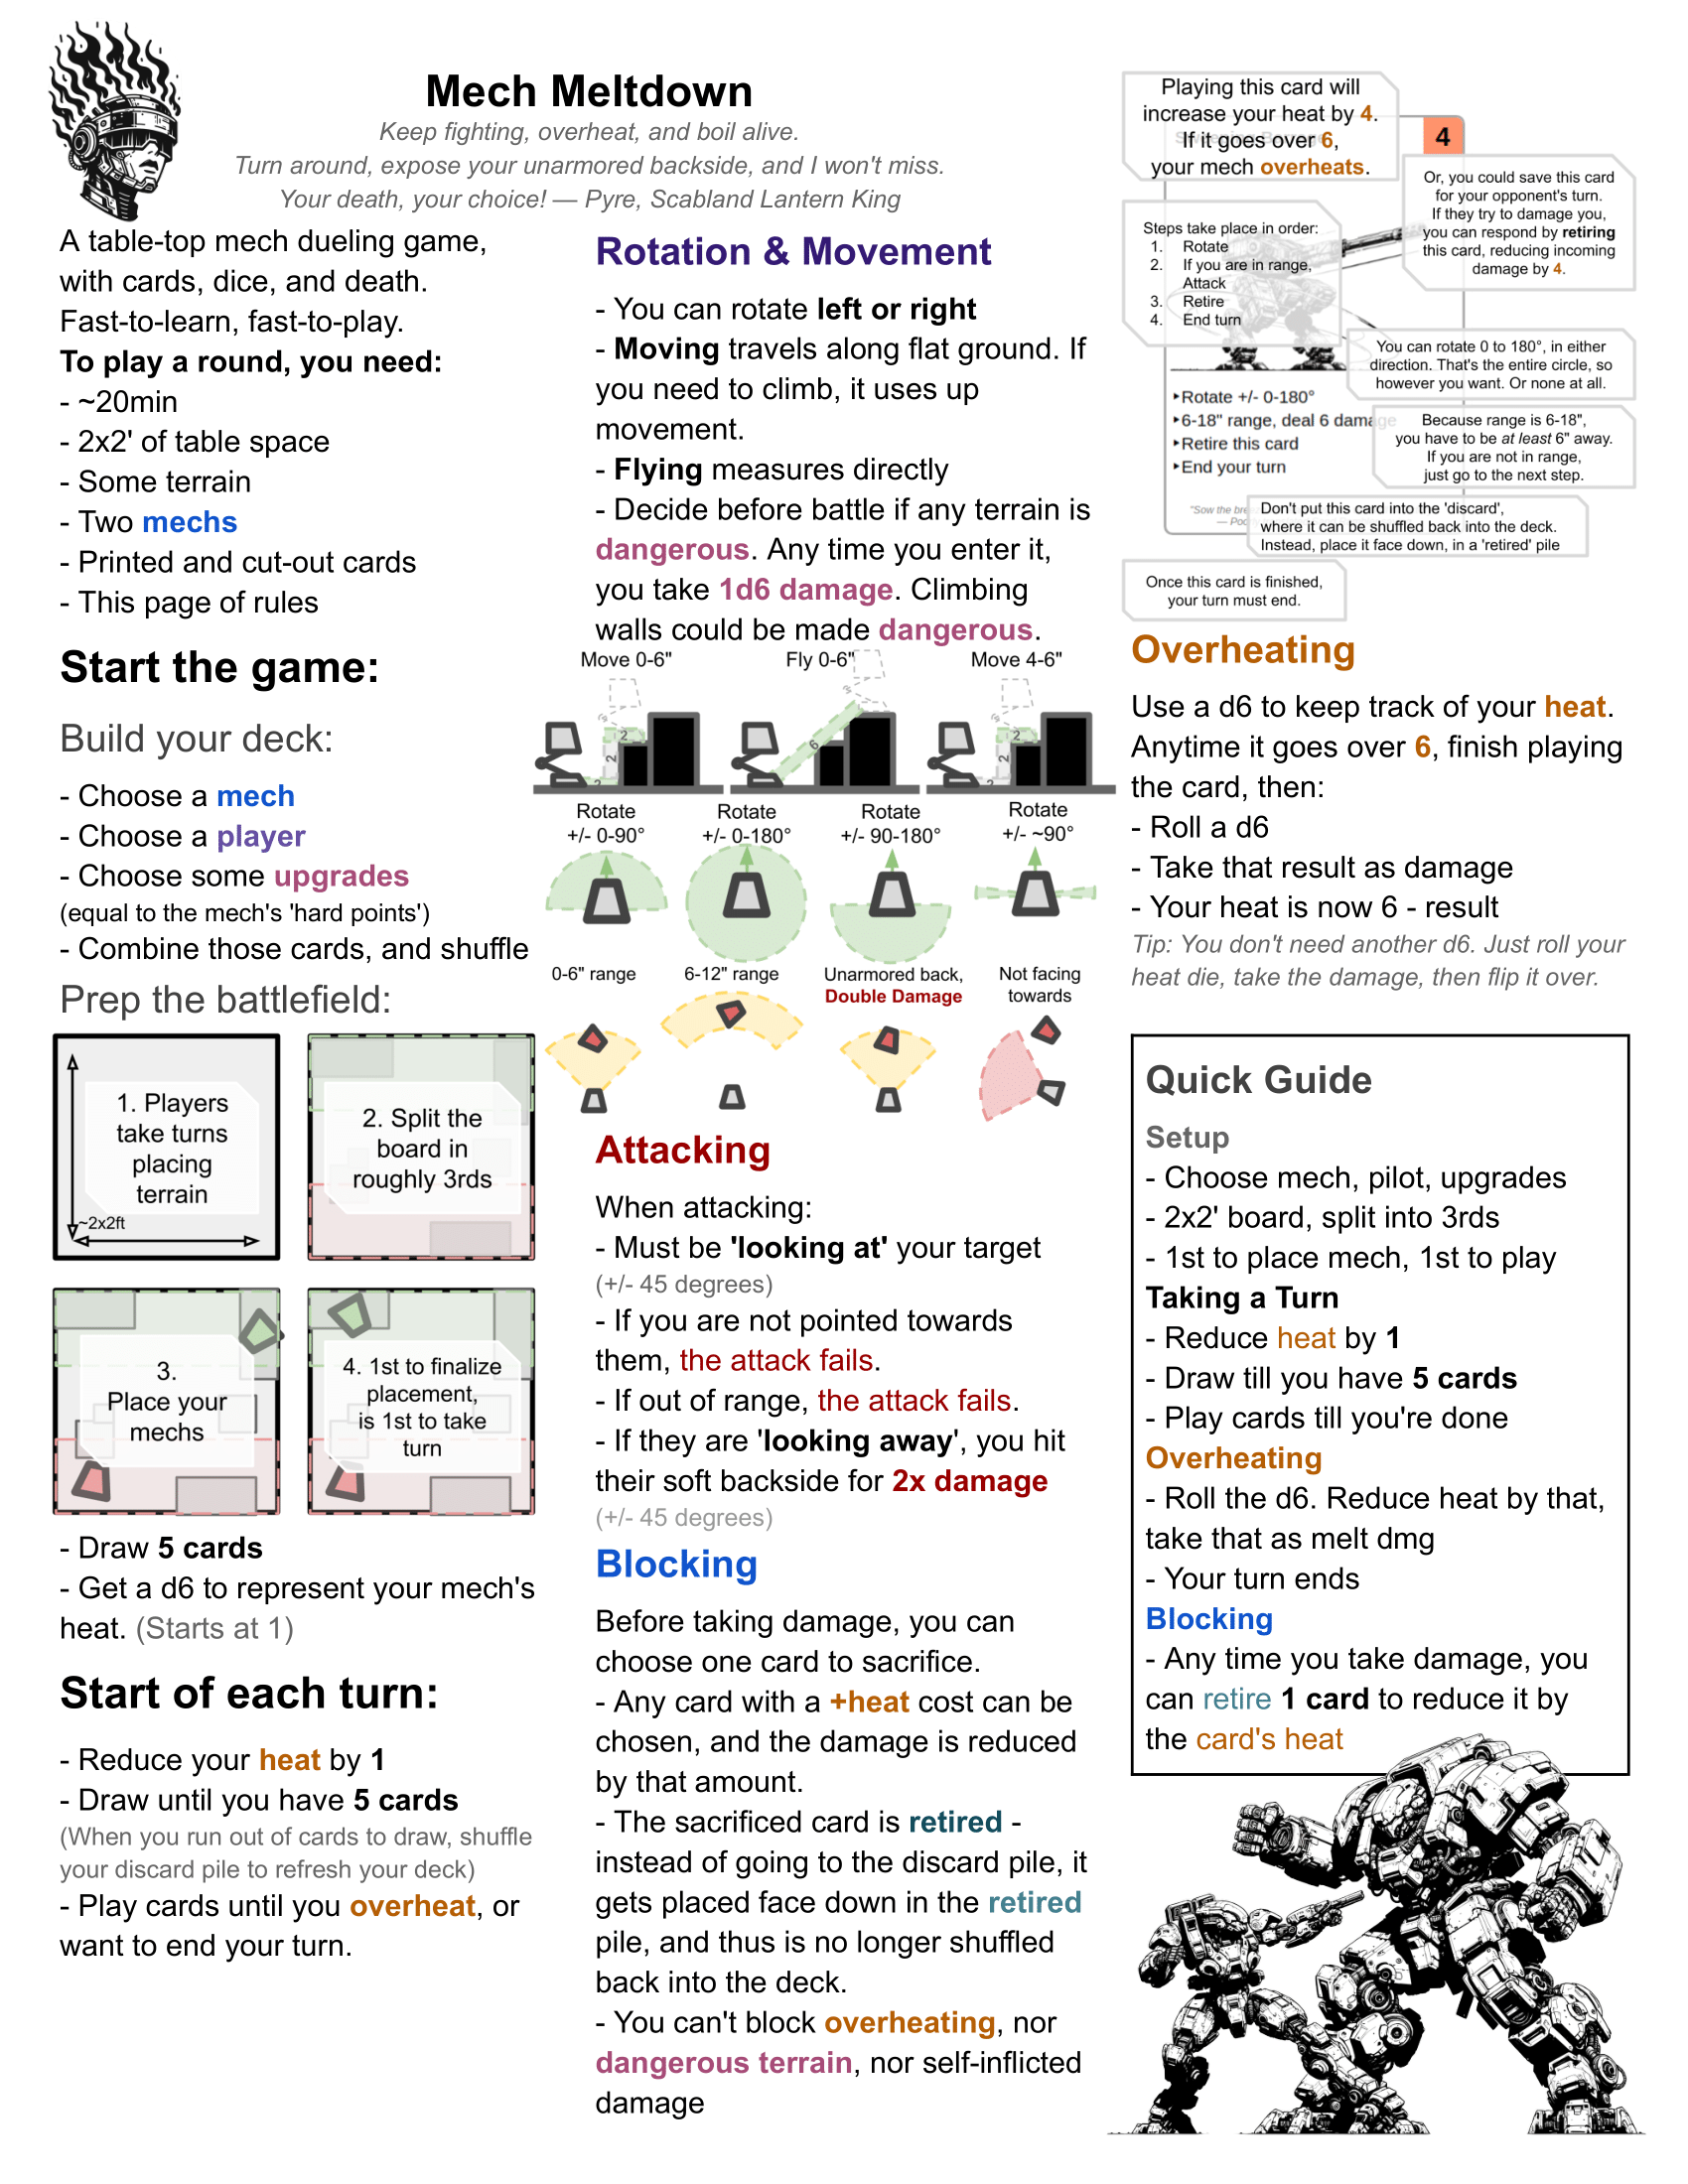 Mech Meltdown
Keep fighting, overheat, and boil alive.
Turn around, expose your unarmored backside, and I won't miss.
Your death, your choice! — Pyre, Scabland Lantern King
A table-top mech dueling game,
with cards, dice, and death.
Fast-to-learn, fast-to-play.
To play a round, you need:
- ~20min
- 2x2' of table space
- Some terrain
- Two mechs
- Printed and cut-out cards
- This page of rules
Start the game:
Build your deck:
- Choose a mech
- Choose a player
- Choose some upgrades
(equal to the mech's 'hard points')
- Combine those cards, and shuffle
Prep the battlefield:
1. Players
take turns
placing
terrain
~2x2ft
2. Split the
board in
roughly 3rds
3.
Place your
mechs
4. 1st to finalize
placement,
is 1st to take
turn
- Draw 5 cards
- Get a d6 to represent your mech's
heat. (Starts at 1)
Start of each turn:
- Reduce your heat by 1
- Draw until you have 5 cards
(When you run out of cards to draw, shuffle
your discard pile to refresh your deck)
- Play cards until you overheat, or
want to end your turn.
Rotation & Movement
- You can rotate left or right
- Moving travels along flat ground. If
you need to climb, it uses up
movement.
- Flying measures directly
- Decide before battle if any terrain is
dangerous. Any time you enter it,
you take 1d6 damage. Climbing
walls could be made dangerous.
Move 0-6"
Fly 0-6"
Move 4-6"
2
2
2
6
2
2
2
Rotate
+/- 0-90°
Rotate
+/- 0-180°
Rotate
+/- 90-180°
Rotate
+/- ~90°
0-6" range
6-12" range
Unarmored back,
Double Damage
Not facing
towards
Attacking
When attacking:
- Must be 'looking at' your target
(+/- 45 degrees)
- If you are not pointed towards
them, the attack fails.
- If out of range, the attack fails.
- If they are 'looking away', you hit
their soft backside for 2x damage
(+/- 45 degrees)
Blocking
Before taking damage, you can
choose one card to sacrifice.
- Any card with a +heat cost can be
chosen, and the damage is reduced
by that amount.
- The sacrificed card is retired -
instead of going to the discard pile, it
gets placed face down in the retired
pile, and thus is no longer shuffled
back into the deck.
- You can't block overheating, nor
dangerous terrain, nor self-inflicted
damage
Playing this card will
increase your heat by 4.
If it goes over 6,
your mech overheats.
4
Or, you could save this card
for your opponent's turn.
If they try to damage you,
you can respond by retiring
this card, reducing incoming
damage by 4.
Steps take place in order:
1. Rotate
2. If you are in range,
Attack
3. Retire
4. End turn
You can rotate 0 to 180°, in either
direction. That's the entire circle, so
however you want. Or none at all.
‣Rotate +/- 0-180°
‣6-18" range, deal 6 damage
‣Retire this card
‣End your turn
Because range is 6-18",
you have to be at least 6" away.
If you are not in range,
just go to the next step.
"Sow the
Don't put this card into the 'discard',
where it can be shuffled back into the deck.
Instead, place it face down, in a 'retired' pile
Once this card is finished,
your turn must end.
Overheating
Use a d6 to keep track of your heat.
Anytime it goes over 6, finish playing
the card, then:
- Roll a d6
- Take that result as damage
- Your heat is now 6 - result
Tip: You don't need another d6. Just roll your
heat die, take the damage, then flip it over.
Quick Guide
Setup
- Choose mech, pilot, upgrades
- 2x2' board, split into 3rds
- 1st to place mech, 1st to play
Taking a Turn
- Reduce heat by 1
- Draw till you have 5 cards
- Play cards till you're done
Overheating
- Roll the d6. Reduce heat by that,
take that as melt dmg
- Your turn ends
Blocking
- Any time you take damage, you
can retire 1 card to reduce it by
the card's heat